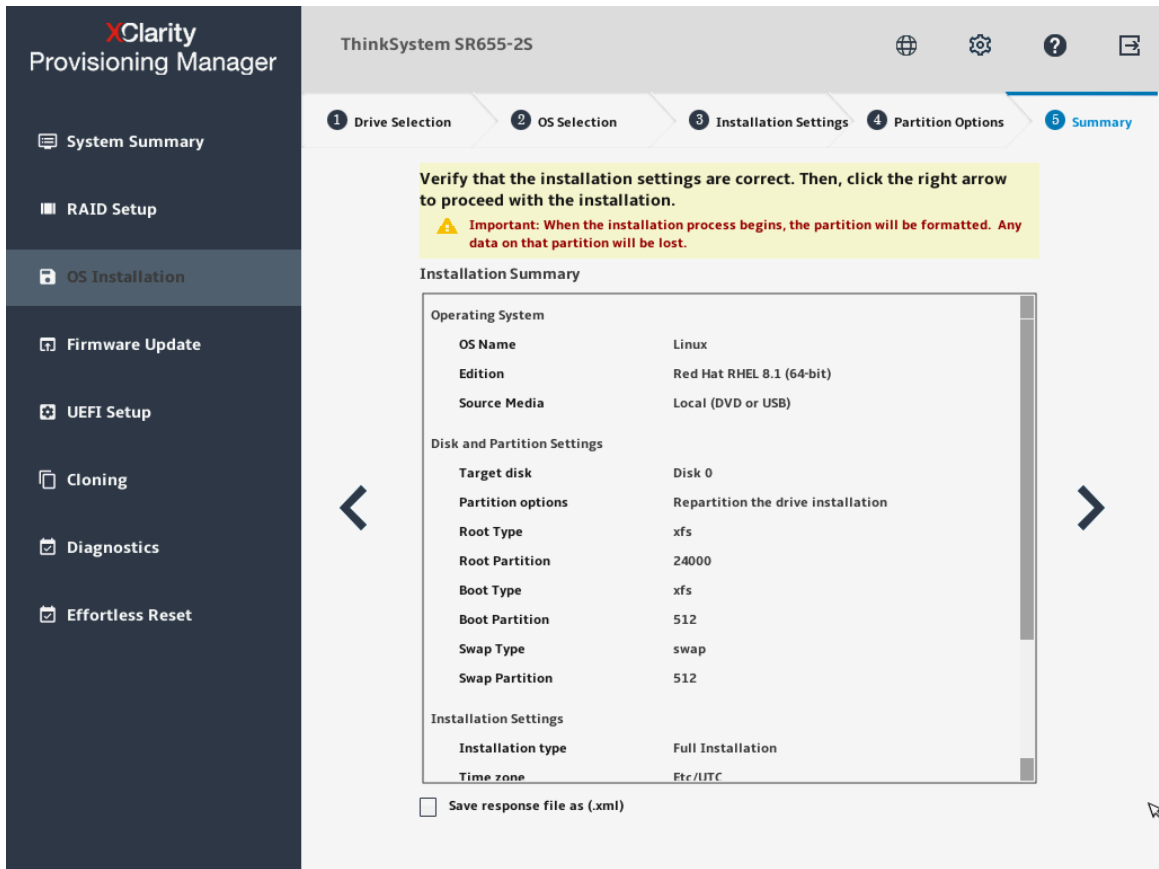 XClarity
Provisioning Manager
ThinkSystem SR655-2S
System Summary
RAID Setup
OS Installation
Firmware Update
UEFI Setup
Cloning
Diagnostics
Effortless Reset
1 Drive Selection
2 OS Selection
3 Installation Settings
4 Partition Options
5 Summary
Verify that the installation settings are correct. Then, click the right arrow
to proceed with the installation.
Important: When the installation process begins, the partition will be formatted. Any
data on that partition will be lost.
Installation Summary
Operating System
OS Name Linux
Edition Red Hat RHEL 8.1 (64-bit)
Source Media Local (DVD or USB)
Disk and Partition Settings
Target disk Disk 0
Partition options Repartition the drive installation
Root Type xfs
Root Partition 24000
Boot Type xfs
Boot Partition 512
Swap Type swap
Swap Partition 512
Installation Settings
Installation type Full Installation
Time zone Etc/UTC
Save response file as (.xml)